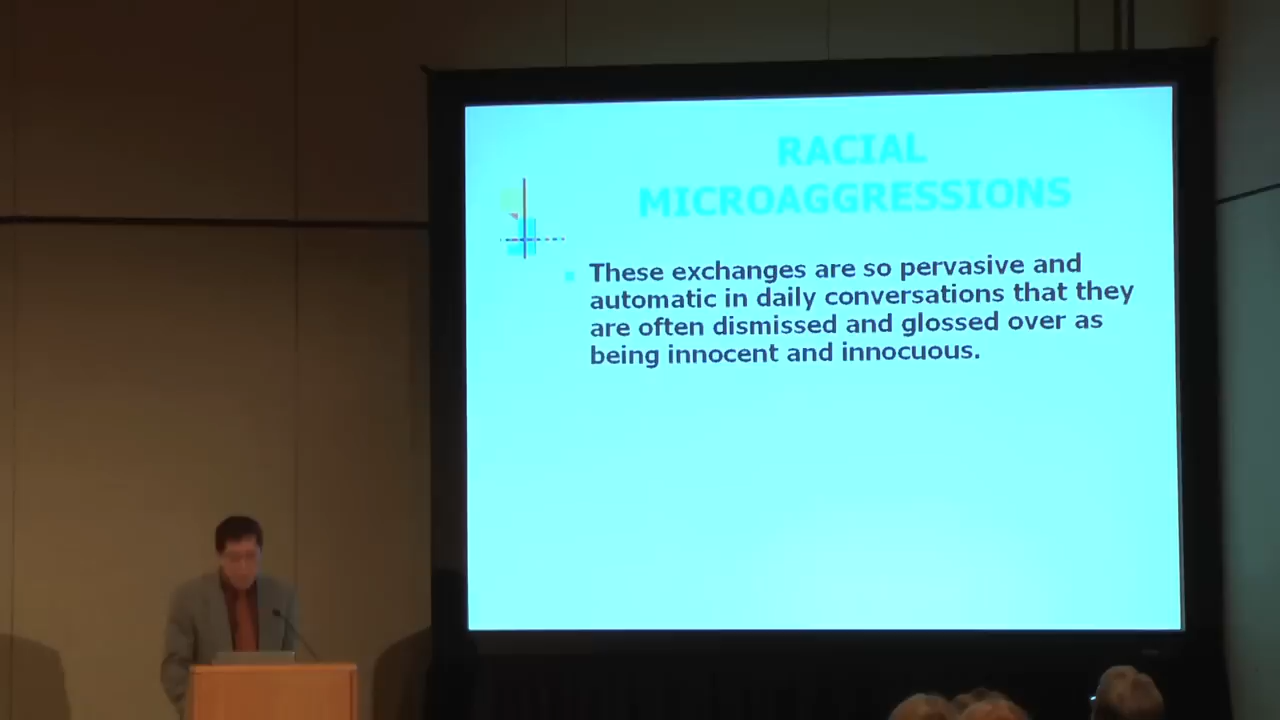 RACIAL
MICROAGGRESSIONS
These exchanges are so pervasive and
automatic in daily conversations that they
are often dismissed and glossed over as
being innocent and innocuous.